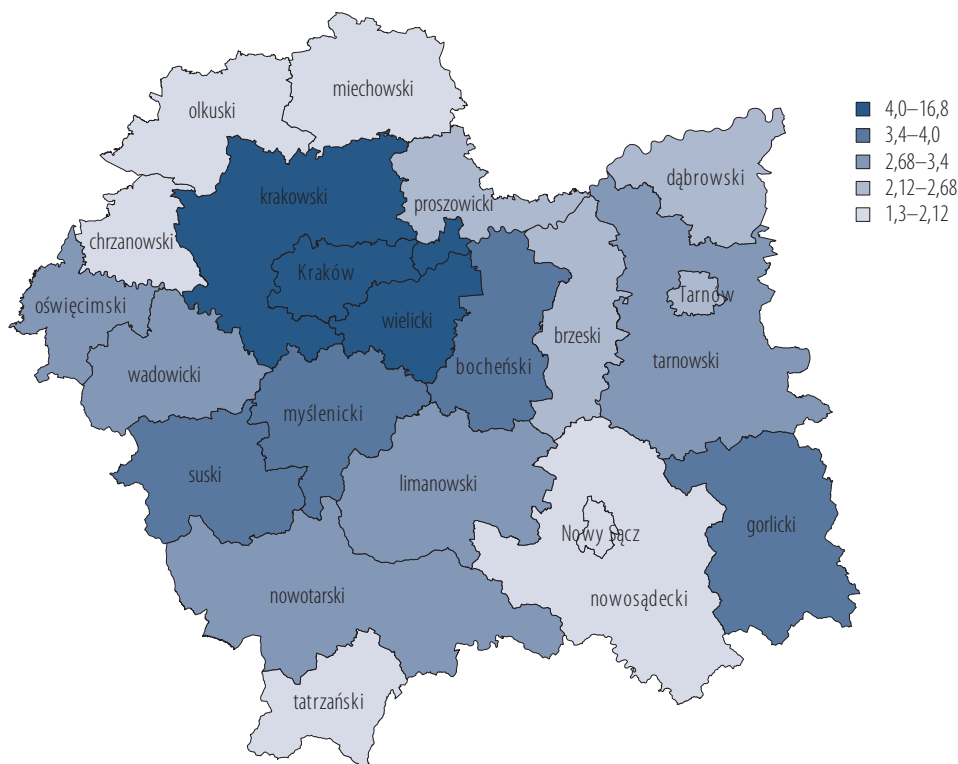 miechowski
olkuski
4,0–16,8
3,4–4,0
2,68–3,4
2,12–2,68
1,3–2,12
dąbrowski
krakowski
proszowicki
chrzanowski
Kraków
Tarnów
oświęcimski
wielicki
brzeski
tarnowski
bocheński
wadowicki
myślenicki
suski
limanowski
gorlicki
Nowy Sącz
nowotarski
nowosądecki
tatrzański